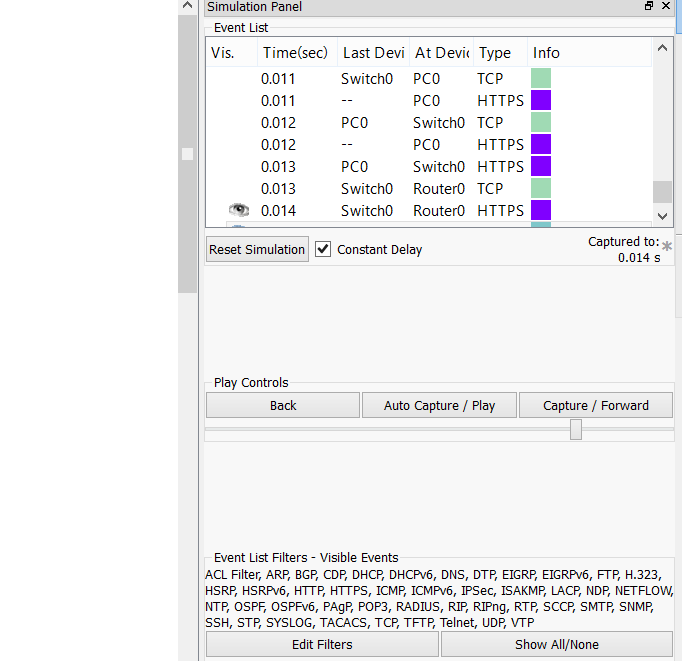 Simulation Panel
Event List
Vis. Time(sec) Last Devi At Devic Type Info
0.011 Switch0 PC0 TCP
0.011 -- PC0 HTTPS
0.012 PC0 Switch0 TCP
0.012 -- PC0 HTTPS
0.013 PC0 Switch0 HTTPS
0.013 Switch0 Router0 TCP
0.014 Switch0 Router0 HTTPS
Reset Simulation Constant Delay Captured to: *
0.014 s
Play Controls
Back Auto Capture / Play Capture / Forward
Event List Filters - Visible Events
ACL Filter, ARP, BGP, CDP, DHCP, DHCPv6, DNS, DTP, EIGRP, EIGRPv6, FTP, H.323,
HSRP, HSRPv6, HTTP, HTTPS, ICMP, ICMPv6, IPSec, ISAKMP, LACP, NDP, NETFLOW,
NTP, OSPF, OSPFv6, PAgP, POP3, RADIUS, RIP, RIPng, RTP, SCCP, SMTP, SNMP,
SSH, STP, SYSLOG, TACACS, TCP, TFTP, Telnet, UDP, VTP
Edit Filters Show All/None